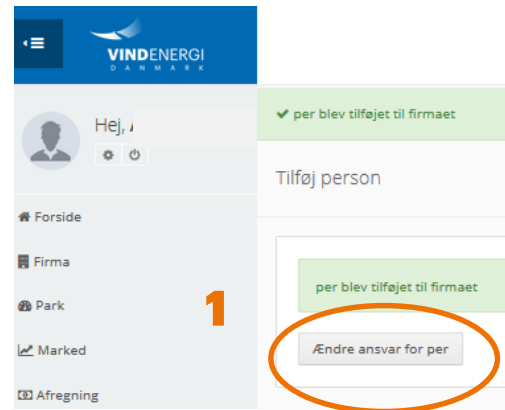 VINDENERGI
DANMARK
Hej,
✔ per blev tilføjet til firmaet
Tilføj person
Forside
Firma
Park
Marked
Afregning
1
per blev tilføjet til firmaet
Ændre ansvar for per